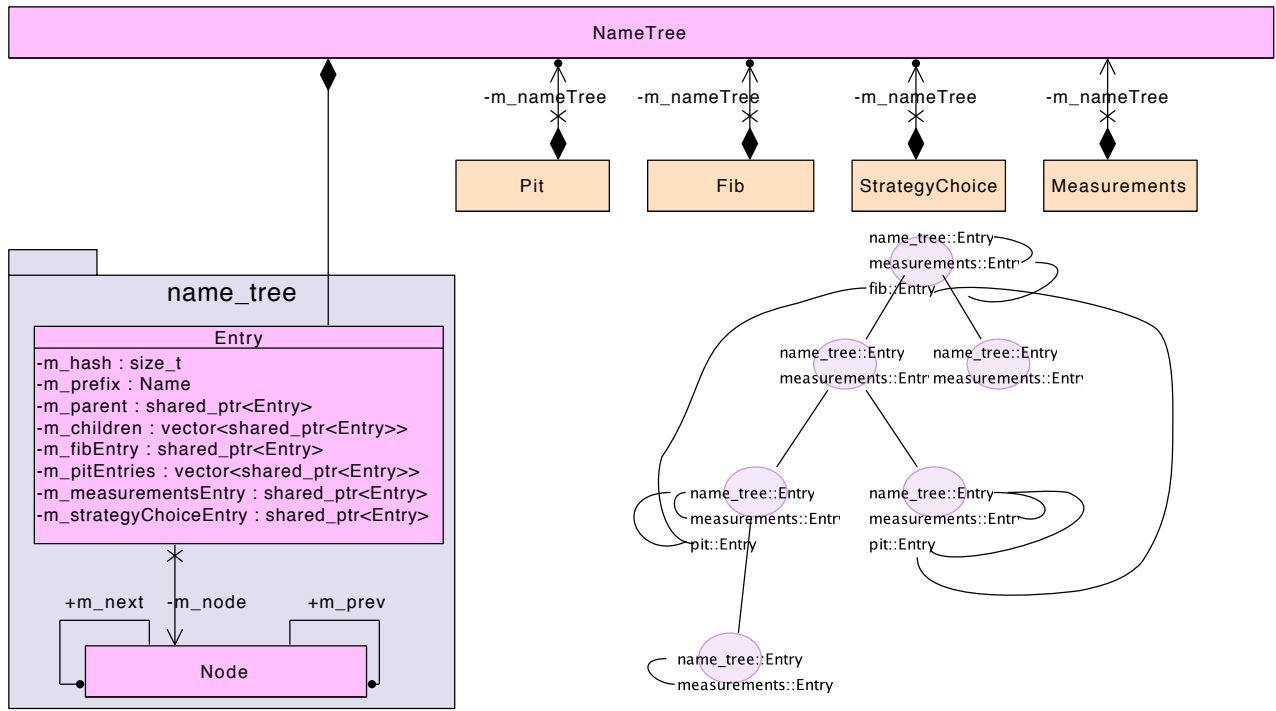 NameTree
-m_nameTree
-m_nameTree
-m_nameTree
-m_nameTree
Pit
Fib
StrategyChoice
Measurements
name_tree
Entry
-m_hash : size_t
-m_prefix : Name
-m_parent : shared_ptr<Entry>
-m_children : vector<shared_ptr<Entry>>
-m_fibEntry : shared_ptr<Entry>
-m_pitEntries : vector<shared_ptr<Entry>>
-m_measurementsEntry : shared_ptr<Entry>
-m_strategyChoiceEntry : shared_ptr<Entry>
+m_next
-m_node
+m_prev
Node
name_tree::Entry
measurements::Entr
fib::Entry
name_tree::Entry
measurements::Entr
name_tree::Entry
measurements::Entr
name_tree::Entry
measurements::Entr
pit::Entry
name_tree::Entry
measurements::Entr
pit::Entry
name_tree::Entry
measurements::Entry